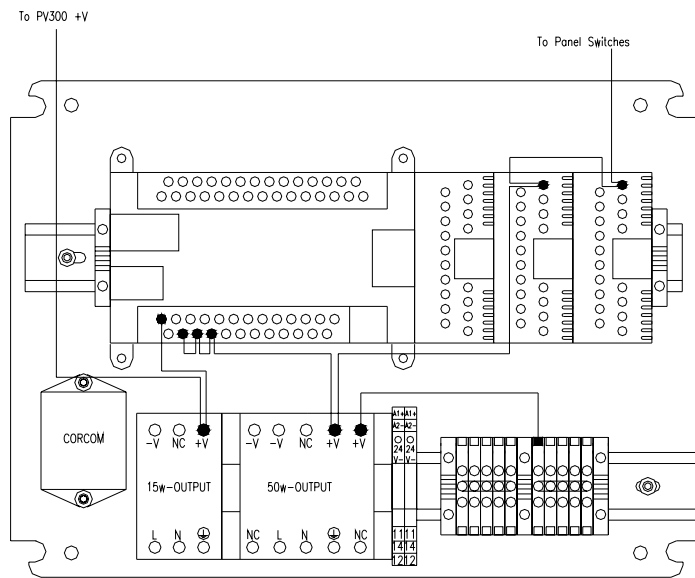 To PV300 +V
To Panel Switches
CORCOM
-V NC +V
-V -V NC +V +V
A1+ A1+
A2- A2-
24 24
V- V-
15w-OUTPUT
50w-OUTPUT
L N
NC L N NC
11 11
14 14
12 12